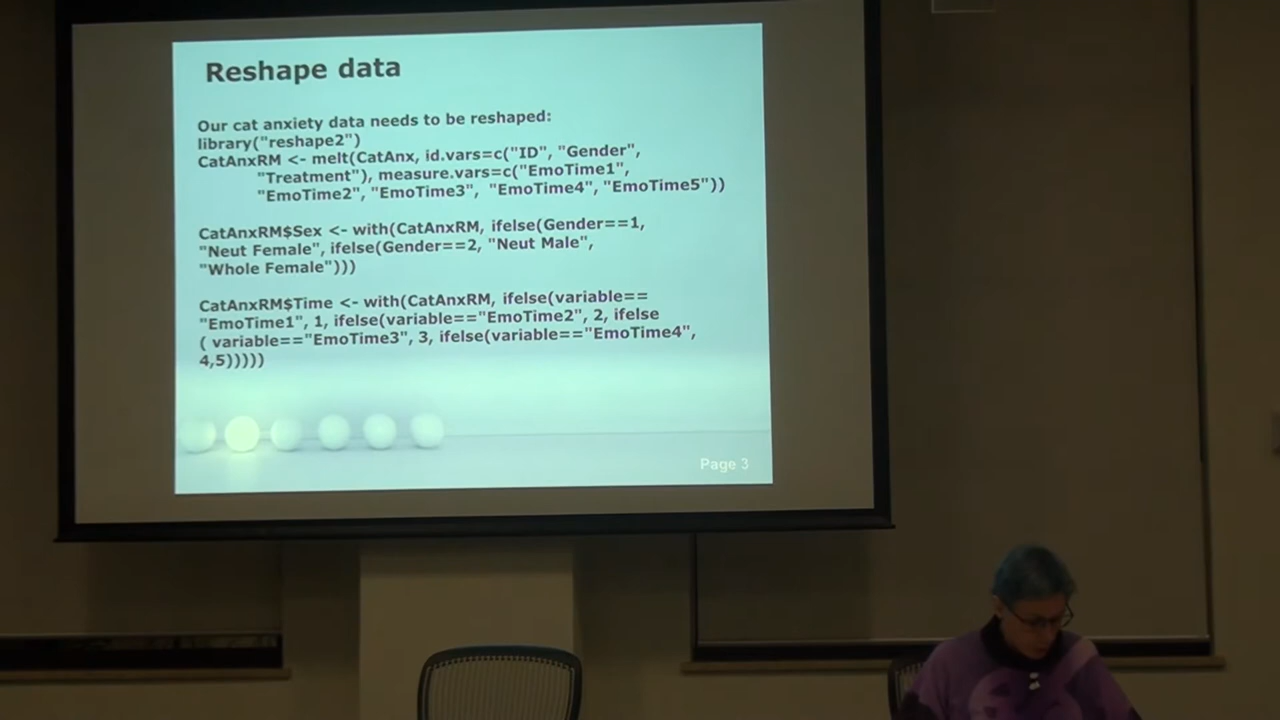 Reshape data
Our cat anxiety data needs to be reshaped:
library("reshape2")
CatAnxRM <- melt(CatAnx, id.vars=c("ID", "Gender",
"Treatment"), measure.vars=c("EmoTime1",
"EmoTime2", "EmoTime3", "EmoTime4", "EmoTime5"))
CatAnxRM$Sex <- with(CatAnxRM, ifelse(Gender==1,
"Neut Female", ifelse(Gender==2, "Neut Male",
"Whole Female")))
CatAnxRM$Time <- with(CatAnxRM, ifelse(variable==
"EmoTime1", 1, ifelse(variable=="EmoTime2", 2, ifelse
( variable=="EmoTime3", 3, ifelse(variable=="EmoTime4",
4,5)))))
Page 3